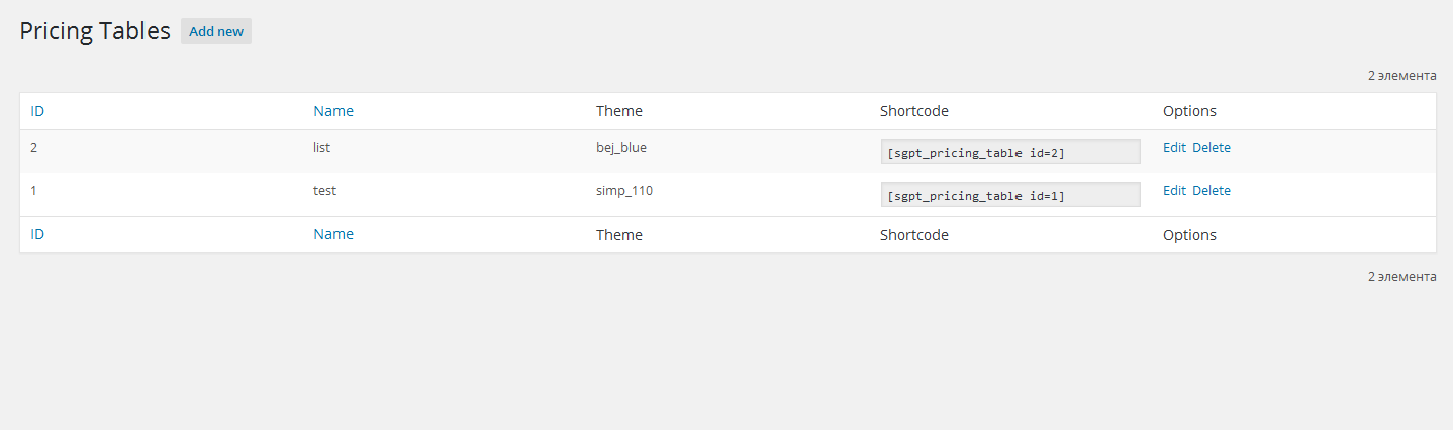 Pricing Tables Add new
2 элемента
ID Name Theme Shortcode Options
2 list bej_blue [sgpt_pricing_table id=2] Edit Delete
1 test simp_110 [sgpt_pricing_table id=1] Edit Delete
ID Name Theme Shortcode Options
2 элемента